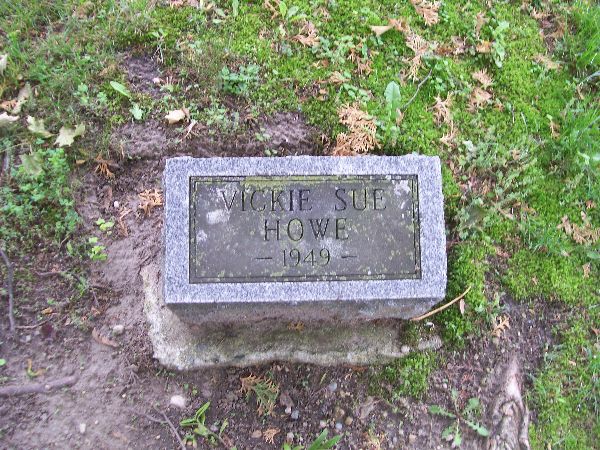 VICKIE SUE
HOWE
— 1949 —